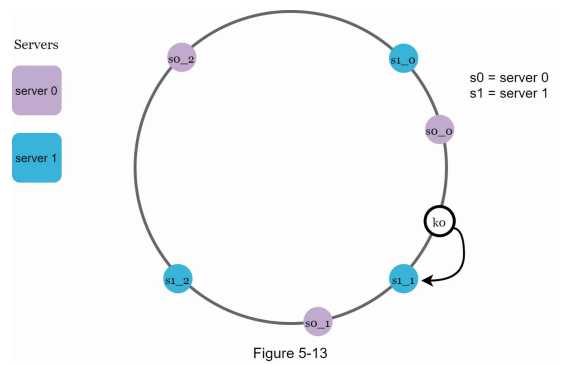 Servers
server 0
server 1
s0_2
s1_0
s0 = server 0
s1 = server 1
s0_0
k0
s1_2
s1_1
s0_1
Figure 5-13